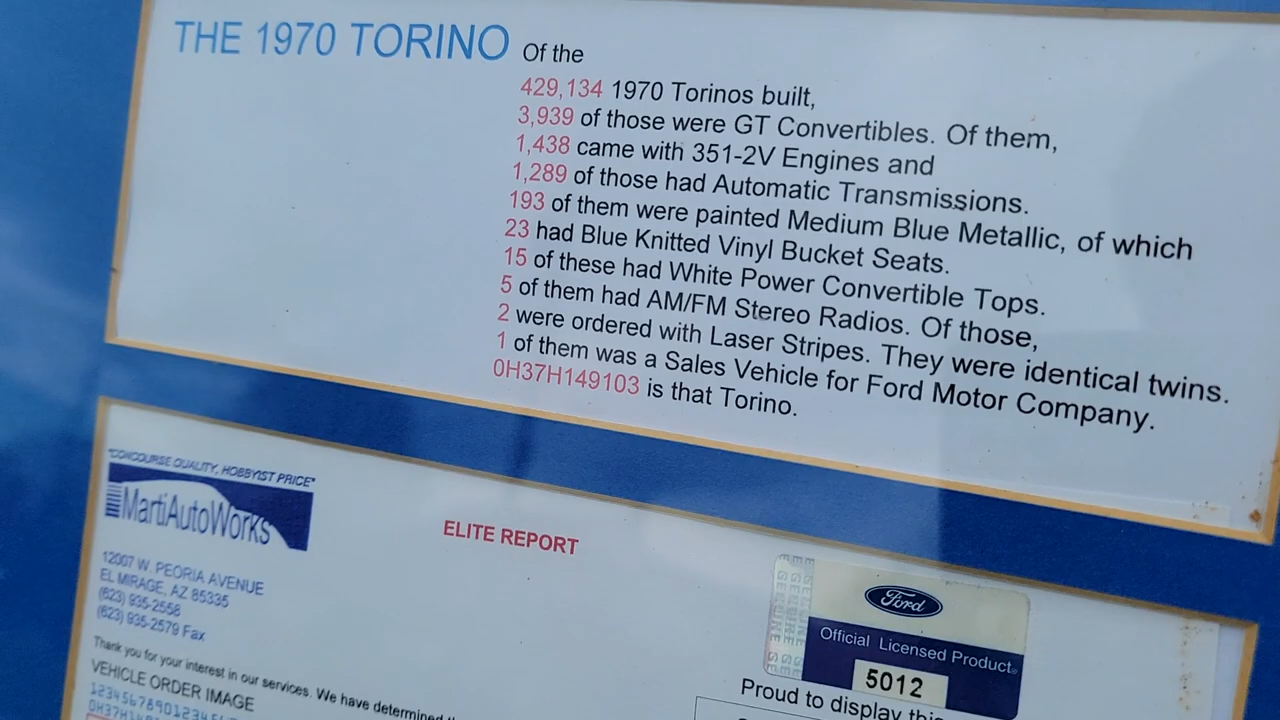 THE 1970 TORINO Of the
429,134 1970 Torinos built,
3,939 of those were GT Convertibles. Of them,
1,438 came with 351-2V Engines and
1,289 of those had Automatic Transmissions.
193 of them were painted Medium Blue Metallic, of which
23 had Blue Knitted Vinyl Bucket Seats.
15 of these had White Power Convertible Tops.
5 of them had AM/FM Stereo Radios. Of those,
2 were ordered with Laser Stripes. They were identical twins.
1 of them was a Sales Vehicle for Ford Motor Company.
0H37H149103 is that Torino.
"CONCOURSE QUALITY, HOBBYIST PRICE"
MartiAutoWorks
12007 W. PEORIA AVENUE
EL MIRAGE, AZ 85335
(623) 935-2558
(623) 935-2579 Fax
ELITE REPORT
Ford
Official Licensed Product
5012
Thank you for your interest in our services. We have determined
VEHICLE ORDER IMAGE
Proud to display this